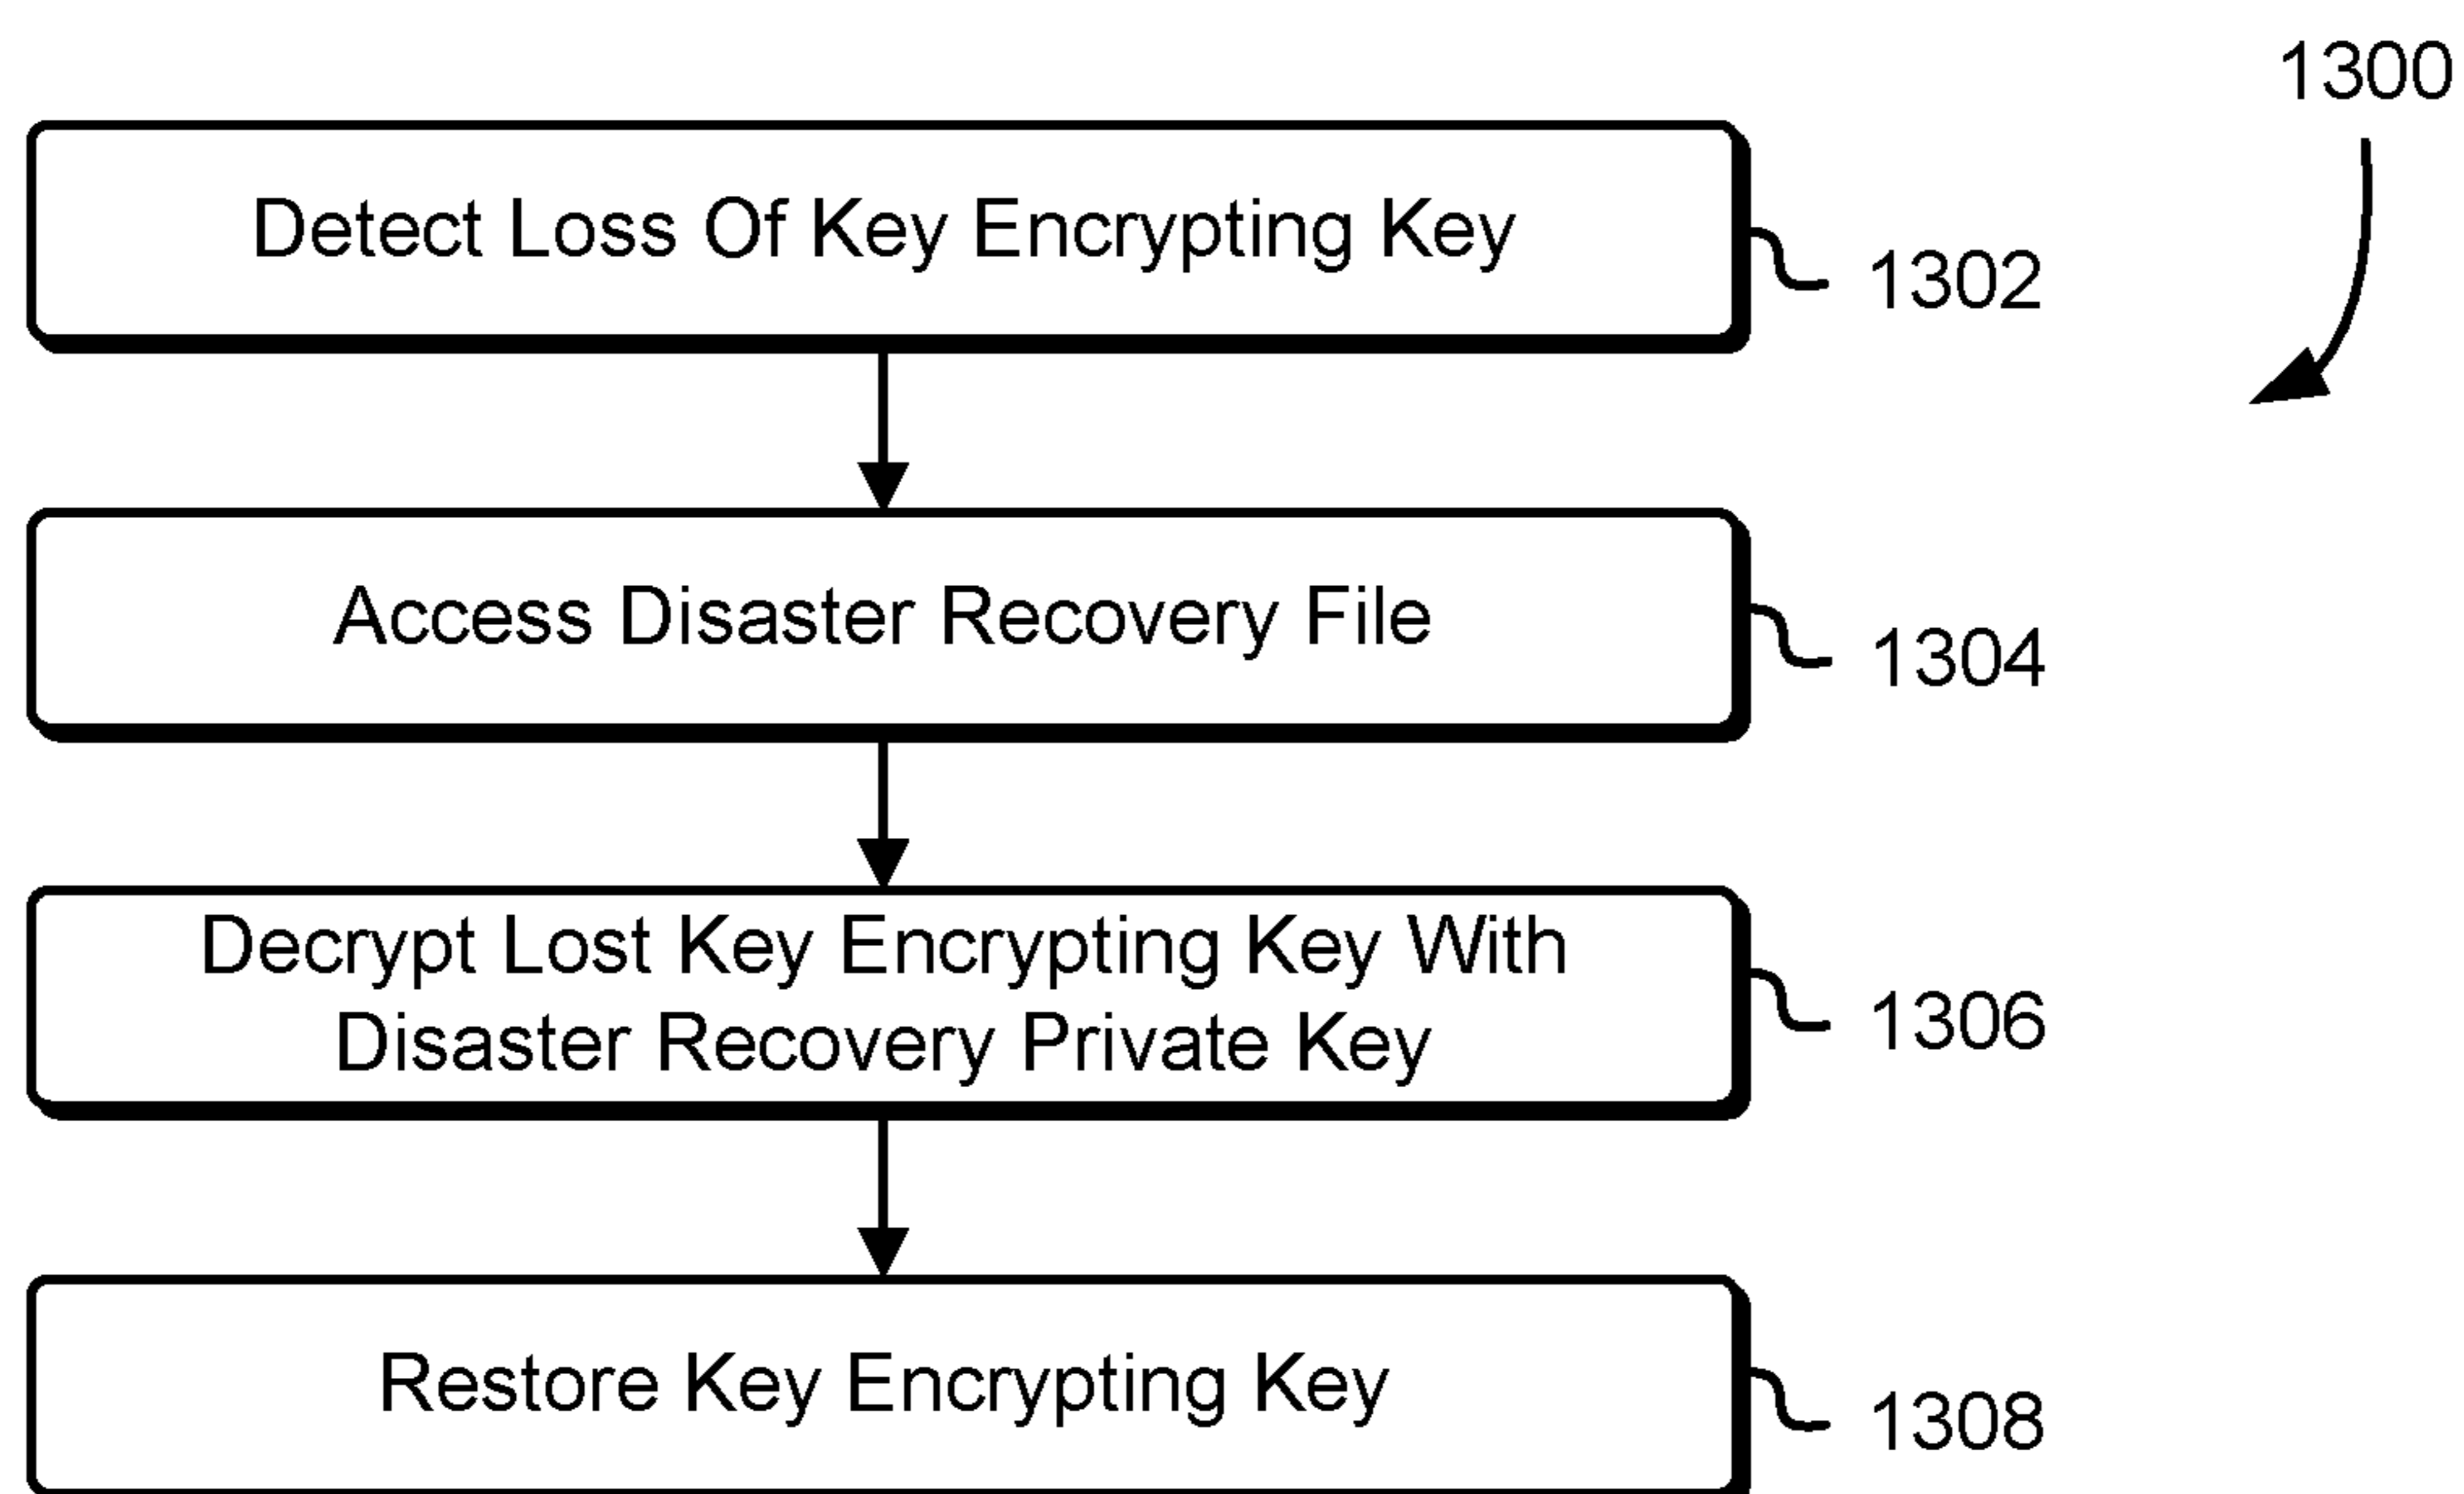 1300
Detect Loss Of Key Encrypting Key
1302
Access Disaster Recovery File
1304
Decrypt Lost Key Encrypting Key With
Disaster Recovery Private Key
1306
Restore Key Encrypting Key
1308